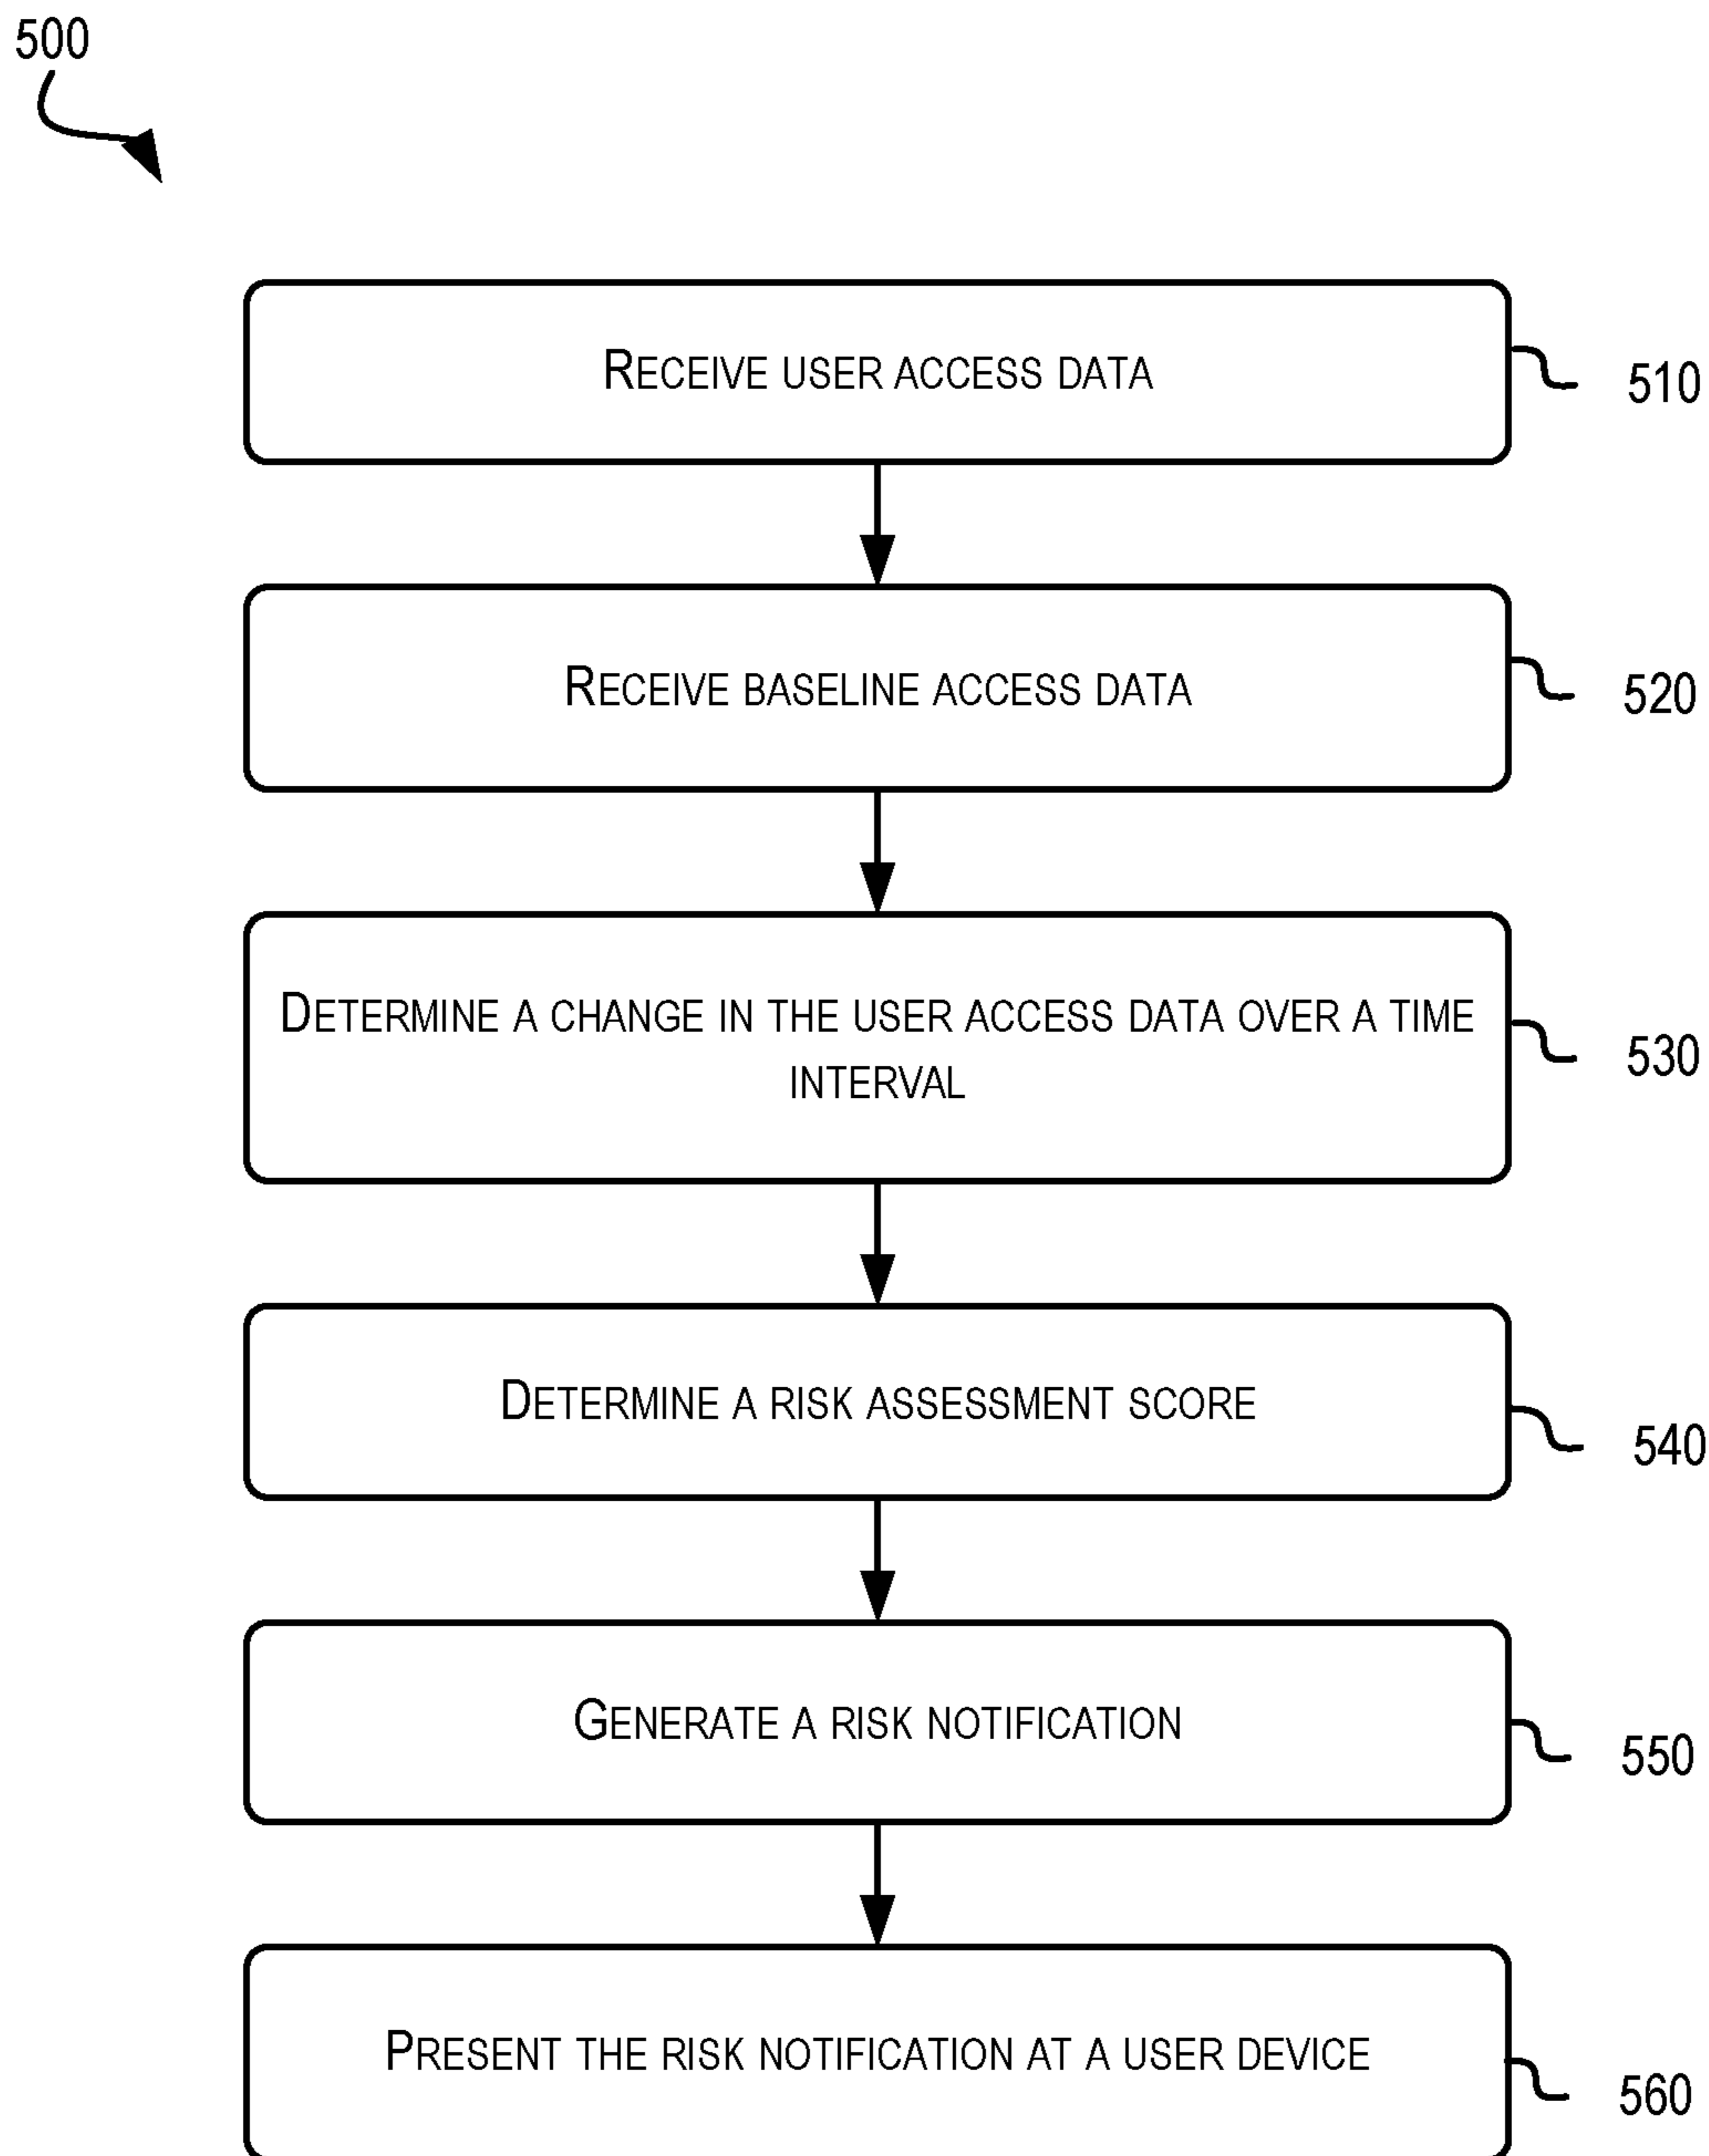 500
RECEIVE USER ACCESS DATA
510
RECEIVE BASELINE ACCESS DATA
520
DETERMINE A CHANGE IN THE USER ACCESS DATA OVER A TIME
INTERVAL
530
DETERMINE A RISK ASSESSMENT SCORE
540
GENERATE A RISK NOTIFICATION
550
PRESENT THE RISK NOTIFICATION AT A USER DEVICE
560